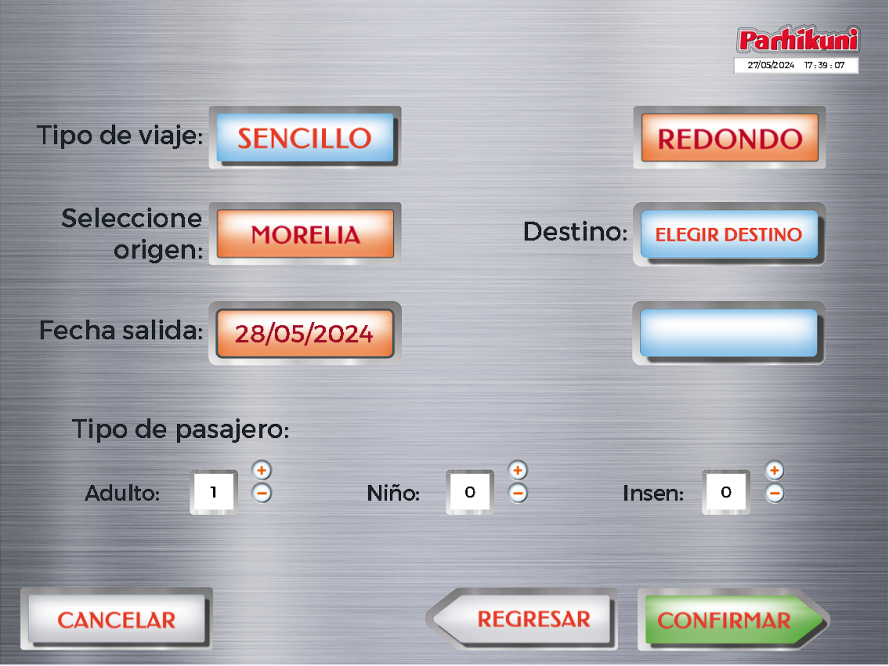 Parhikuni
27/05/2024 17:39:07
Tipo de viaje: SENCILLO REDONDO
Seleccione
origen: MORELIA Destino: ELEGIR DESTINO
Fecha salida: 28/05/2024
Tipo de pasajero:
Adulto: 1 + − Niño: 0 + − Insen: 0 + −
CANCELAR REGRESAR CONFIRMAR